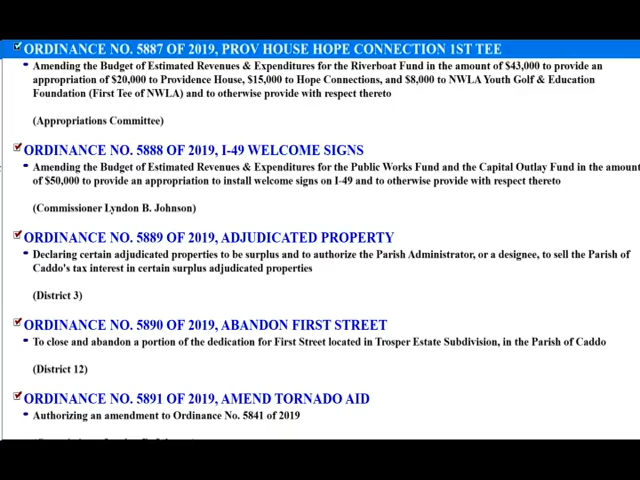 ORDINANCE NO. 5887 OF 2019, PROV HOUSE HOPE CONNECTION 1ST TEE
Amending the Budget of Estimated Revenues & Expenditures for the Riverboat Fund in the amount of $43,000 to provide an
appropriation of $20,000 to Providence House, $15,000 to Hope Connections, and $8,000 to NWLA Youth Golf & Education
Foundation (First Tee of NWLA) and to otherwise provide with respect thereto
(Appropriations Committee)
ORDINANCE NO. 5888 OF 2019, I-49 WELCOME SIGNS
Amending the Budget of Estimated Revenues & Expenditures for the Public Works Fund and the Capital Outlay Fund in the amount
of $50,000 to provide an appropriation to install welcome signs on I-49 and to otherwise provide with respect thereto
(Commissioner Lyndon B. Johnson)
ORDINANCE NO. 5889 OF 2019, ADJUDICATED PROPERTY
Declaring certain adjudicated properties to be surplus and to authorize the Parish Administrator, or a designee, to sell the Parish of
Caddo's tax interest in certain surplus adjudicated properties
(District 3)
ORDINANCE NO. 5890 OF 2019, ABANDON FIRST STREET
To close and abandon a portion of the dedication for First Street located in Trosper Estate Subdivision, in the Parish of Caddo
(District 12)
ORDINANCE NO. 5891 OF 2019, AMEND TORNADO AID
Authorizing an amendment to Ordinance No. 5841 of 2019